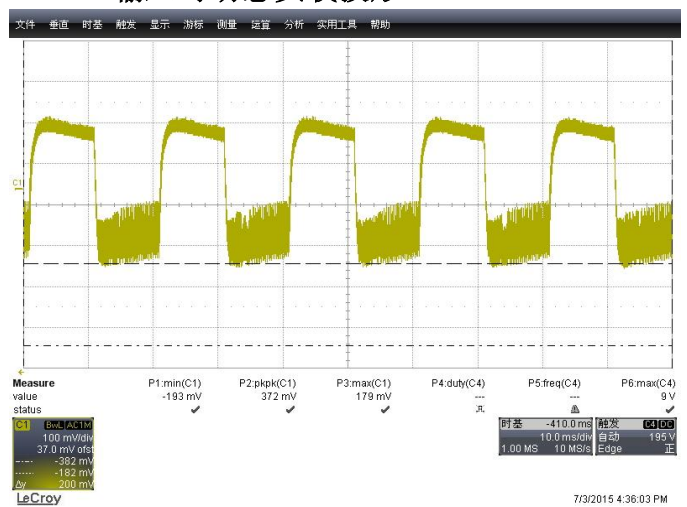 文件 垂直 时基 触发 显示 游标 测量 运算 分析 实用工具 帮助
C1
Measure P1:min(C1) P2:pkpk(C1) P3:max(C1) P4:duty(C4) P5:freq(C4) P6:max(C4)
value -193 mV 372 mV 179 mV --- --- 9 V
status
C1 BwL AC1M
100 mV/div
37.0 mV ofst
-382 mV
-182 mV
Δy 200 mV
时基 -410.0 ms
10.0 ms/div
1.00 MS 10 MS/s
触发 C4 DC
自动 195 V
Edge 正
LeCroy
7/3/2015 4:36:03 PM